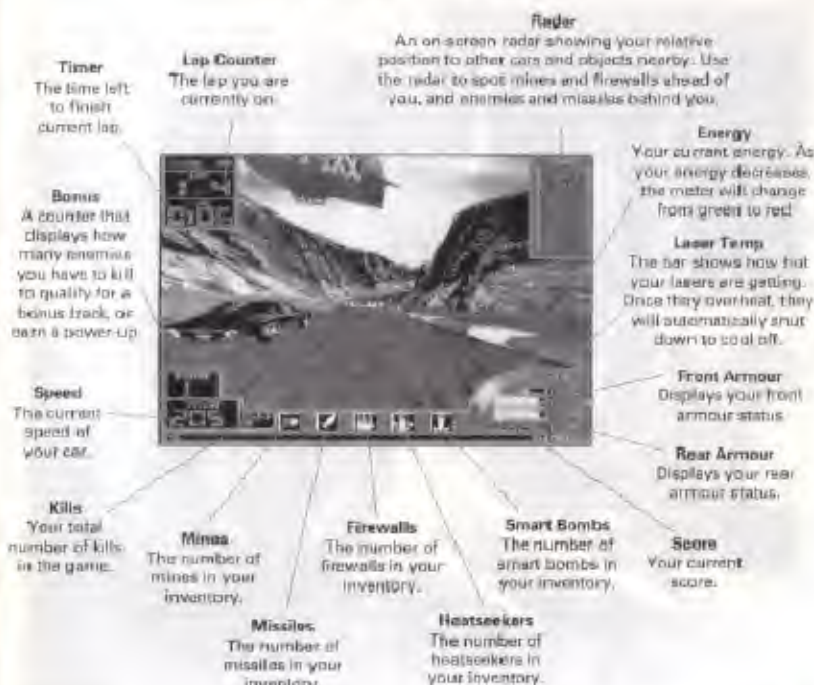 Radar
An on-screen radar showing your relative
position to other cars and objects nearby. Use
the radar to spot mines and firewalls ahead of
you, and enemies and missiles behind you.
Timer
The time left
to finish
current lap.
Lap Counter
The lap you are
currently on.
Bonus
A counter that
displays how
many enemies
you have to kill
to qualify for a
bonus track, or
earn a power-up
Speed
The current
speed of
your car.
Kills
Your total
number of kills
in the game.
Mines
The number of
mines in your
inventory.
Missiles
The number of
missiles in your
inventory.
Firewalls
The number of
firewalls in your
inventory.
Heatseekers
The number of
heatseekers in
your inventory.
Smart Bombs
The number of
smart bombs in
your inventory.
Score
Your current
score.
Energy
Your current energy. As
your energy decreases,
the meter will change
from green to red
Laser Temp
The bar shows how hot
your lasers are getting.
Once they overheat, they
will automatically shut
down to cool off.
Front Armour
Displays your front
armour status
Rear Armour
Displays your rear
armour status.
205